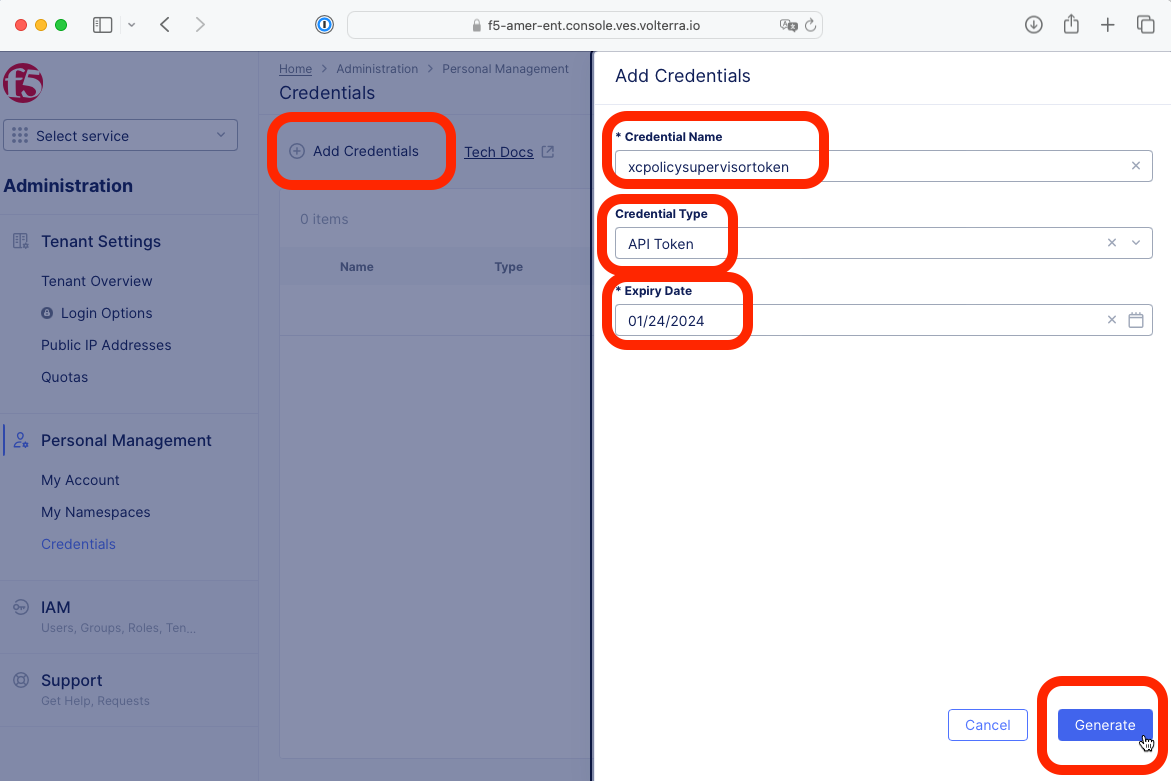 f5-amer-ent.console.ves.volterra.io
f5
Select service
Administration
Tenant Settings
Tenant Overview
Login Options
Public IP Addresses
Quotas
Personal Management
My Account
My Namespaces
Credentials
IAM
Users, Groups, Roles, Ten...
Support
Get Help, Requests
Home > Administration > Personal Management
Credentials
Add Credentials
Tech Docs
0 items
Name Type
Add Credentials
* Credential Name
xcpolicysupervisortoken
Credential Type
API Token
* Expiry Date
01/24/2024
Cancel
Generate